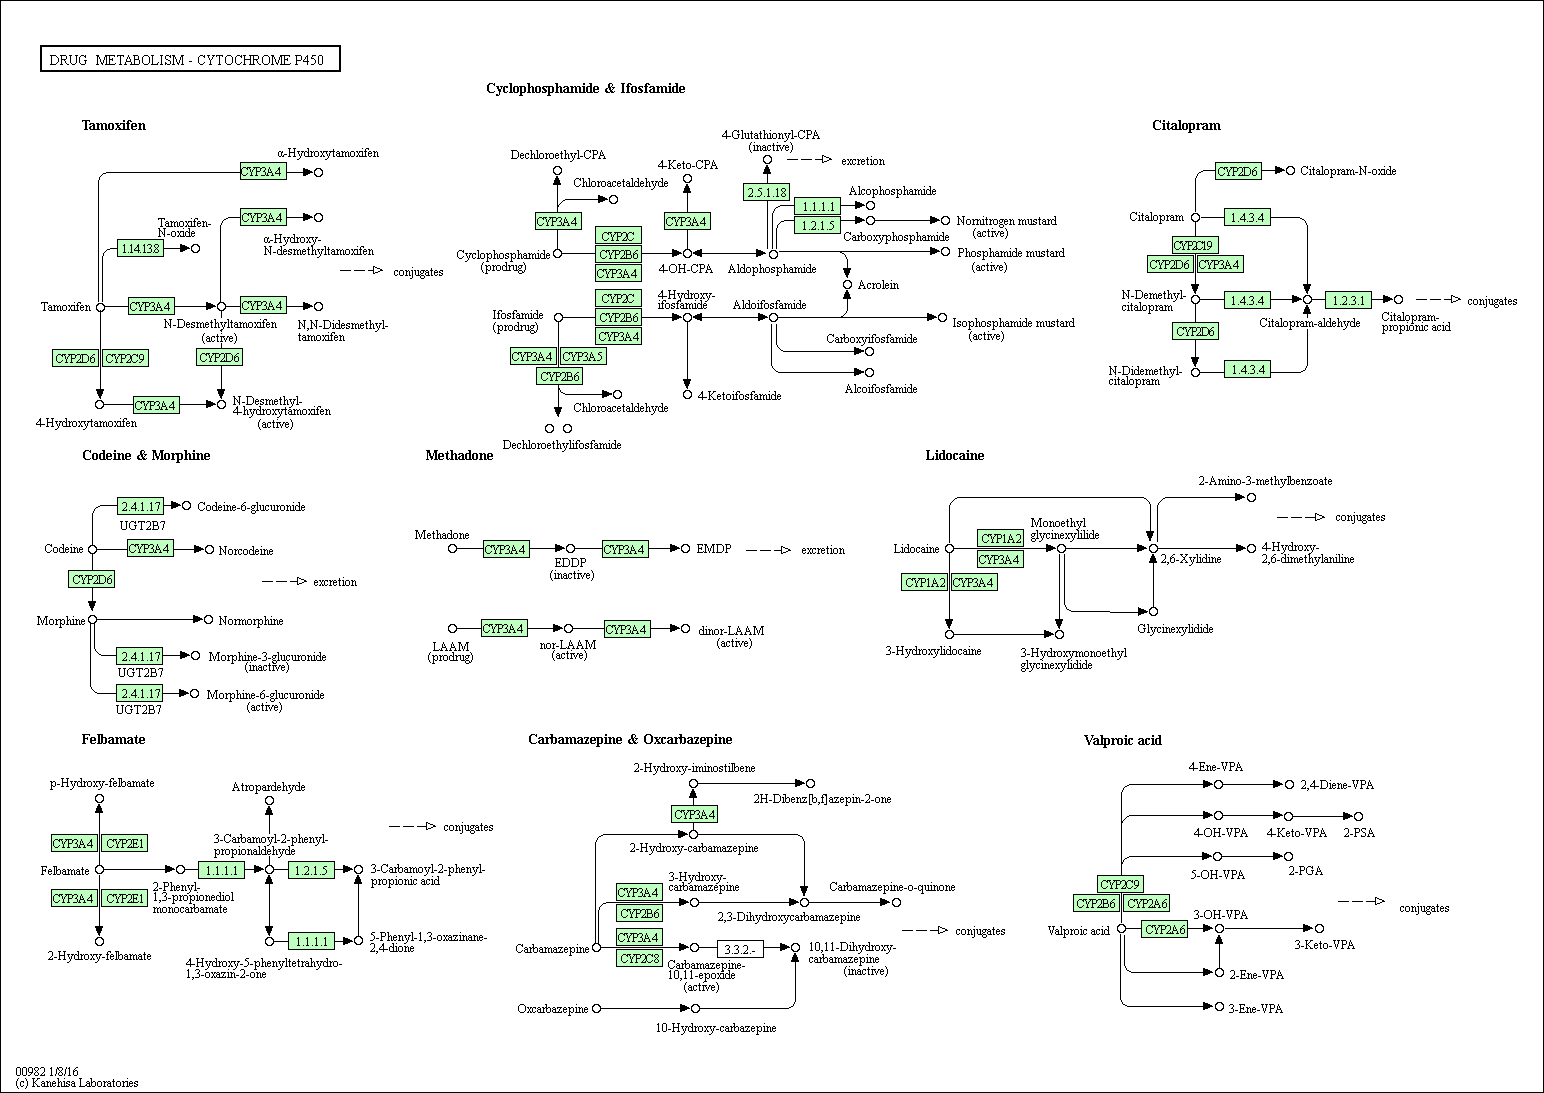 DRUG METABOLISM - CYTOCHROME P450
Cyclophosphamide & Ifosfamide
Tamoxifen
α-Hydroxytamoxifen
CYP3A4
CYP3A4
Tamoxifen-
N-oxide
1.14.13.8
α-Hydroxy-
N-desmethyltamoxifen
conjugates
Tamoxifen
CYP3A4
CYP3A4
N-Desmethyltamoxifen
(active)
N,N-Didesmethyl-
tamoxifen
CYP2D6
CYP2C9
CYP2D6
CYP3A4
N-Desmethyl-
4-hydroxytamoxifen
(active)
4-Hydroxytamoxifen
Dechloroethyl-CPA
Chloroacetaldehyde
4-Keto-CPA
4-Glutathionyl-CPA
(inactive)
excretion
2.5.1.18
CYP3A4
CYP3A4
1.1.1.1
Alcophosphamide
1.2.1.5
Carboxyphosphamide
Nornitrogen mustard
(active)
CYP2C
CYP2B6
CYP3A4
Cyclophosphamide
(prodrug)
4-OH-CPA
Aldophosphamide
Phosphamide mustard
(active)
Acrolein
CYP2C
CYP2B6
CYP3A4
4-Hydroxy-
ifosfamide
Aldoifosfamide
Ifosfamide
(prodrug)
Isophosphamide mustard
(active)
CYP3A4
CYP3A5
CYP2B6
Carboxyifosfamide
Alcoifosfamide
4-Ketoifosfamide
Chloroacetaldehyde
Dechloroethylifosfamide
Citalopram
CYP2D6
Citalopram-N-oxide
Citalopram
1.4.3.4
CYP2C19
CYP2D6
CYP3A4
N-Demethyl-
citalopram
1.4.3.4
1.2.3.1
Citalopram-aldehyde
Citalopram-
propionic acid
conjugates
CYP2D6
N-Didemethyl-
citalopram
1.4.3.4
Codeine & Morphine
2.4.1.17
UGT2B7
Codeine-6-glucuronide
Codeine
CYP3A4
Norcodeine
CYP2D6
excretion
Morphine
Normorphine
2.4.1.17
UGT2B7
Morphine-3-glucuronide
(inactive)
2.4.1.17
UGT2B7
Morphine-6-glucuronide
(active)
Methadone
Methadone
CYP3A4
EDDP
(inactive)
CYP3A4
EMDP
excretion
CYP3A4
LAAM
(prodrug)
nor-LAAM
(active)
CYP3A4
dinor-LAAM
(active)
Lidocaine
2-Amino-3-methylbenzoate
conjugates
Lidocaine
CYP1A2
CYP3A4
Monoethyl
glycinexylilide
2,6-Xylidine
4-Hydroxy-
2,6-dimethylaniline
CYP1A2
CYP3A4
Glycinexylidide
3-Hydroxylidocaine
3-Hydroxymonoethyl
glycinexylidide
Felbamate
p-Hydroxy-felbamate
Atropardehyde
conjugates
CYP3A4
CYP2E1
3-Carbamoyl-2-phenyl-
propionaldehyde
Felbamate
1.1.1.1
1.2.1.5
3-Carbamoyl-2-phenyl-
propionic acid
CYP3A4
CYP2E1
2-Phenyl-
1,3-propionediol
monocarbamate
2-Hydroxy-felbamate
1.1.1.1
5-Phenyl-1,3-oxazinane-
2,4-dione
4-Hydroxy-5-phenyltetrahydro-
1,3-oxazin-2-one
Carbamazepine & Oxcarbazepine
2-Hydroxy-iminostilbene
2H-Dibenz[b,f]azepin-2-one
CYP3A4
2-Hydroxy-carbamazepine
CYP3A4
CYP2B6
3-Hydroxy-
carbamazepine
2,3-Dihydroxycarbamazepine
Carbamazepine-o-quinone
conjugates
CYP3A4
CYP2C8
Carbamazepine
Carbamazepine-
10,11-epoxide
(active)
3.3.2.-
10,11-Dihydroxy-
carbamazepine
(inactive)
Oxcarbazepine
10-Hydroxy-carbazepine
Valproic acid
4-Ene-VPA
2,4-Diene-VPA
4-OH-VPA
4-Keto-VPA
2-PSA
5-OH-VPA
2-PGA
CYP2C9
CYP2B6
CYP2A6
conjugates
Valproic acid
CYP2A6
3-OH-VPA
3-Keto-VPA
2-Ene-VPA
3-Ene-VPA
00982 1/8/16
(c) Kanehisa Laboratories